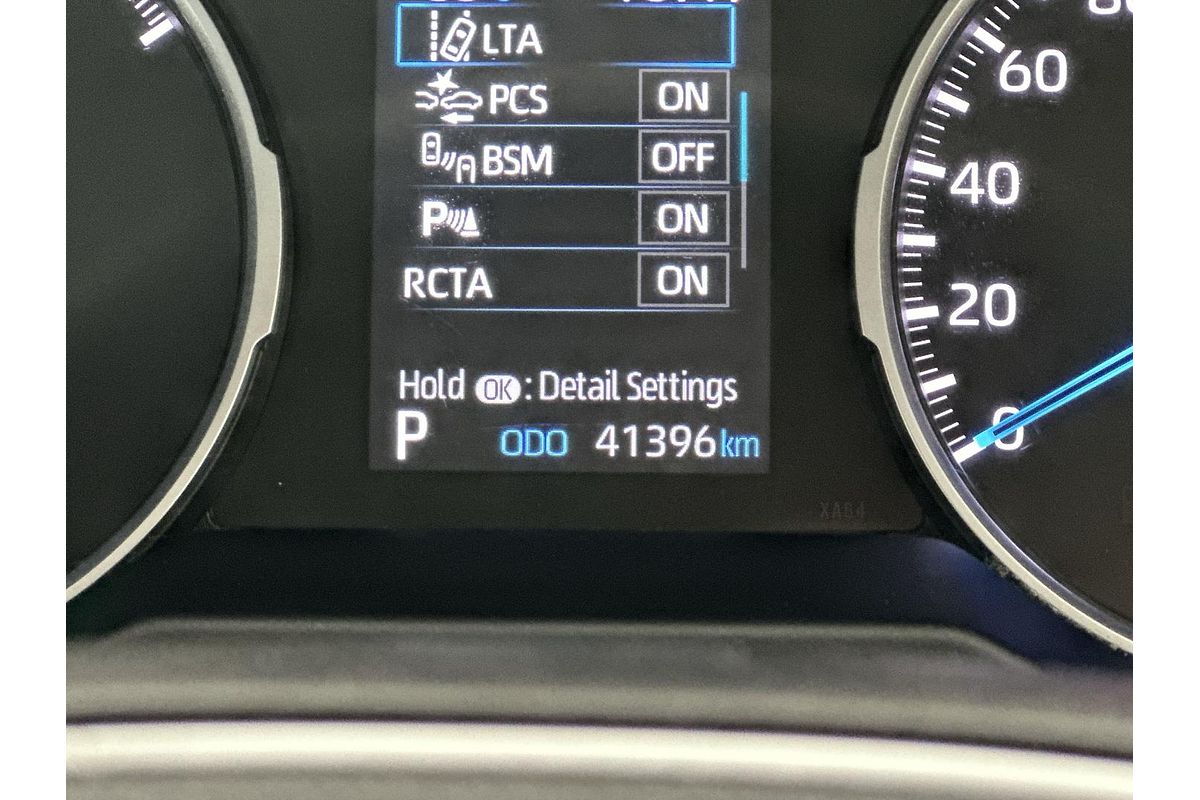 LTA
PCS ON
BSM OFF
P ON
RCTA ON
Hold OK : Detail Settings
P ODO 41396 km
60
40
20
0